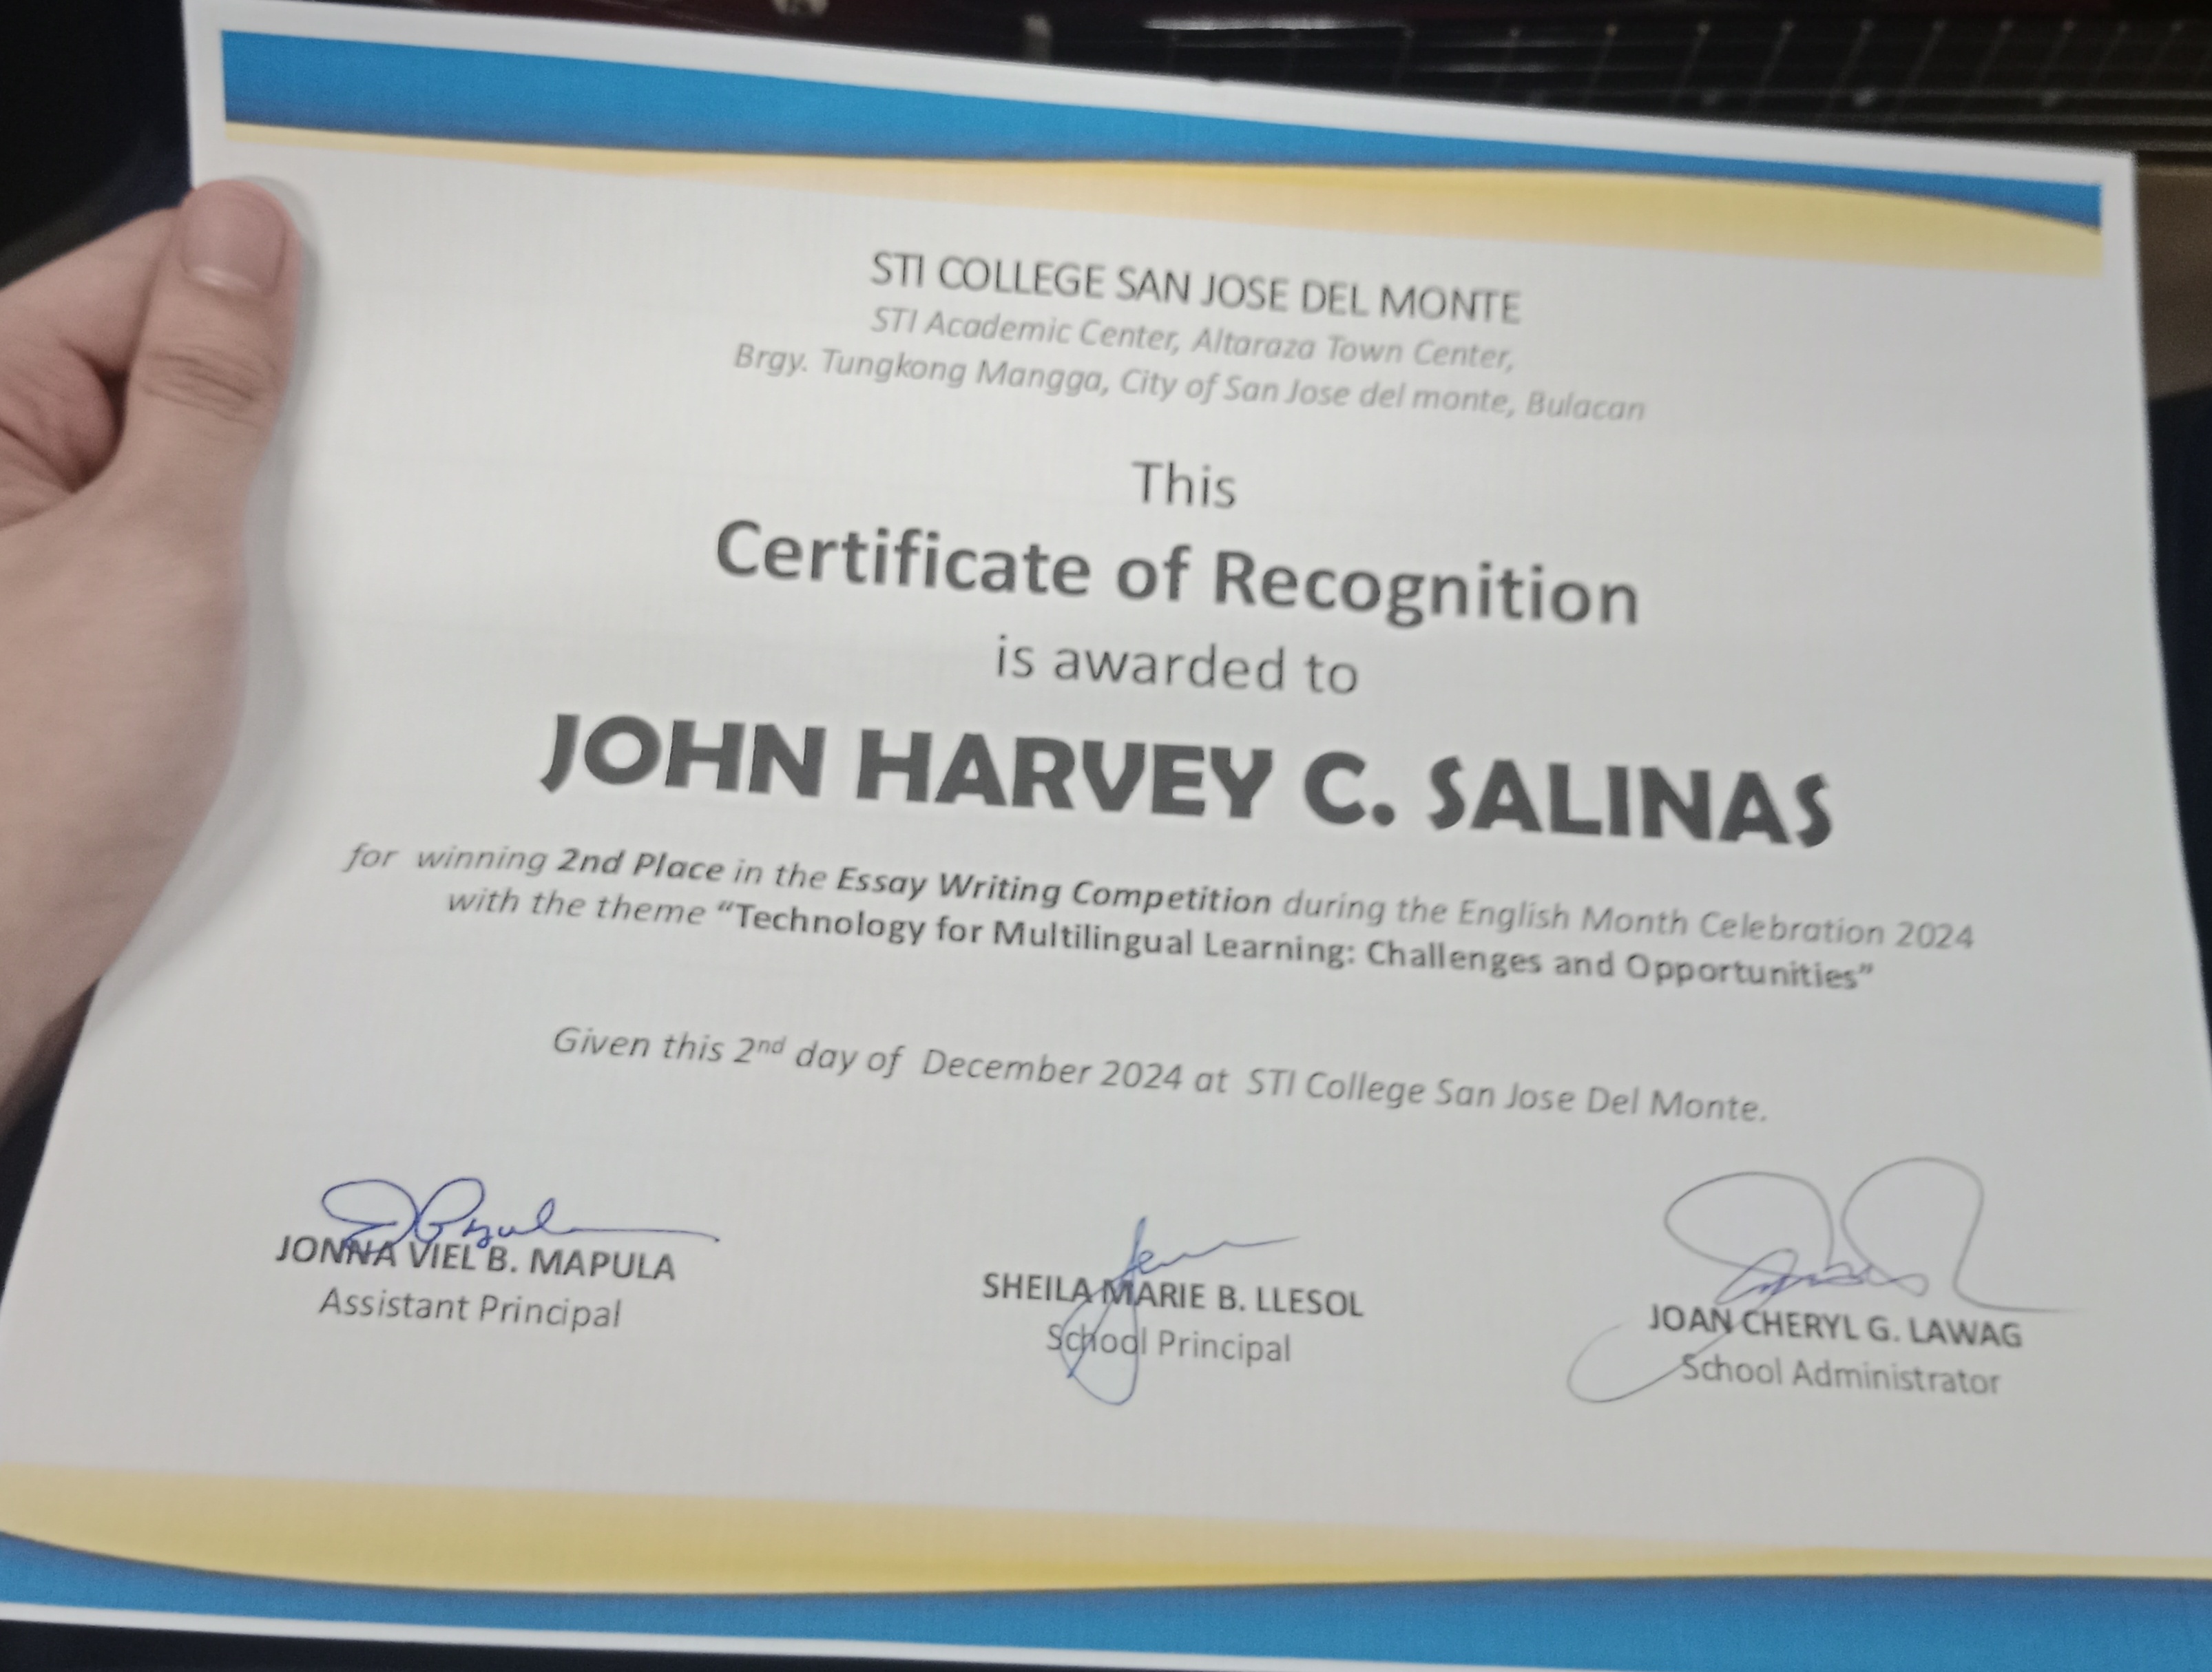 STI COLLEGE SAN JOSE DEL MONTE
STI Academic Center, Altaraza Town Center,
Brgy. Tungkong Mangga, City of San Jose del monte, Bulacan
This
Certificate of Recognition
is awarded to
JOHN HARVEY C. SALINAS
for winning 2nd Place in the Essay Writing Competition during the English Month Celebration 2024
with the theme “Technology for Multilingual Learning: Challenges and Opportunities”
Given this 2nd day of December 2024 at STI College San Jose Del Monte.
JONNA VIEL B. MAPULA
Assistant Principal
SHEILA MARIE B. LLESOL
School Principal
JOAN CHERYL G. LAWAG
School Administrator